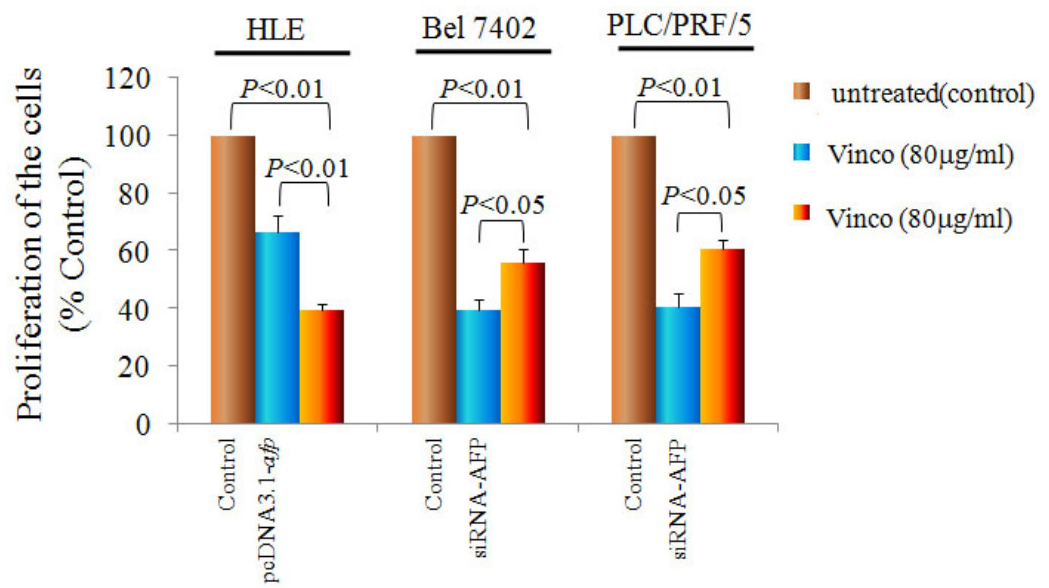 HLE Bel 7402 PLC/PRF/5
Proliferation of the cells
(% Control)
120
100
80
60
40
20
0
P<0.01
P<0.01
P<0.01
P<0.05
P<0.01
P<0.05
untreated(control)
Vinco (80μg/ml)
Vinco (80μg/ml)
Control
pcDNA3.1-afp
Control
siRNA-AFP
Control
siRNA-AFP